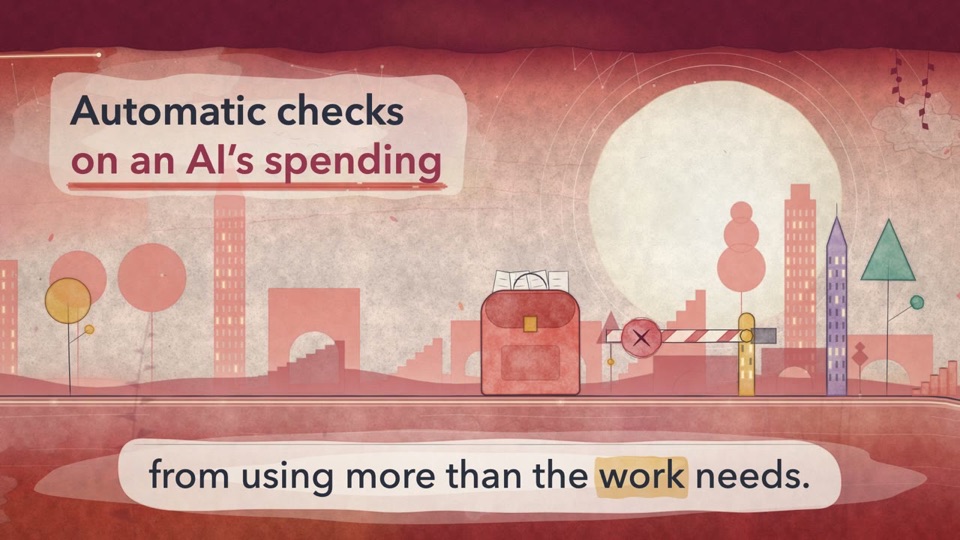 Automatic checks
on an AI’s spending
from using more than the work needs.